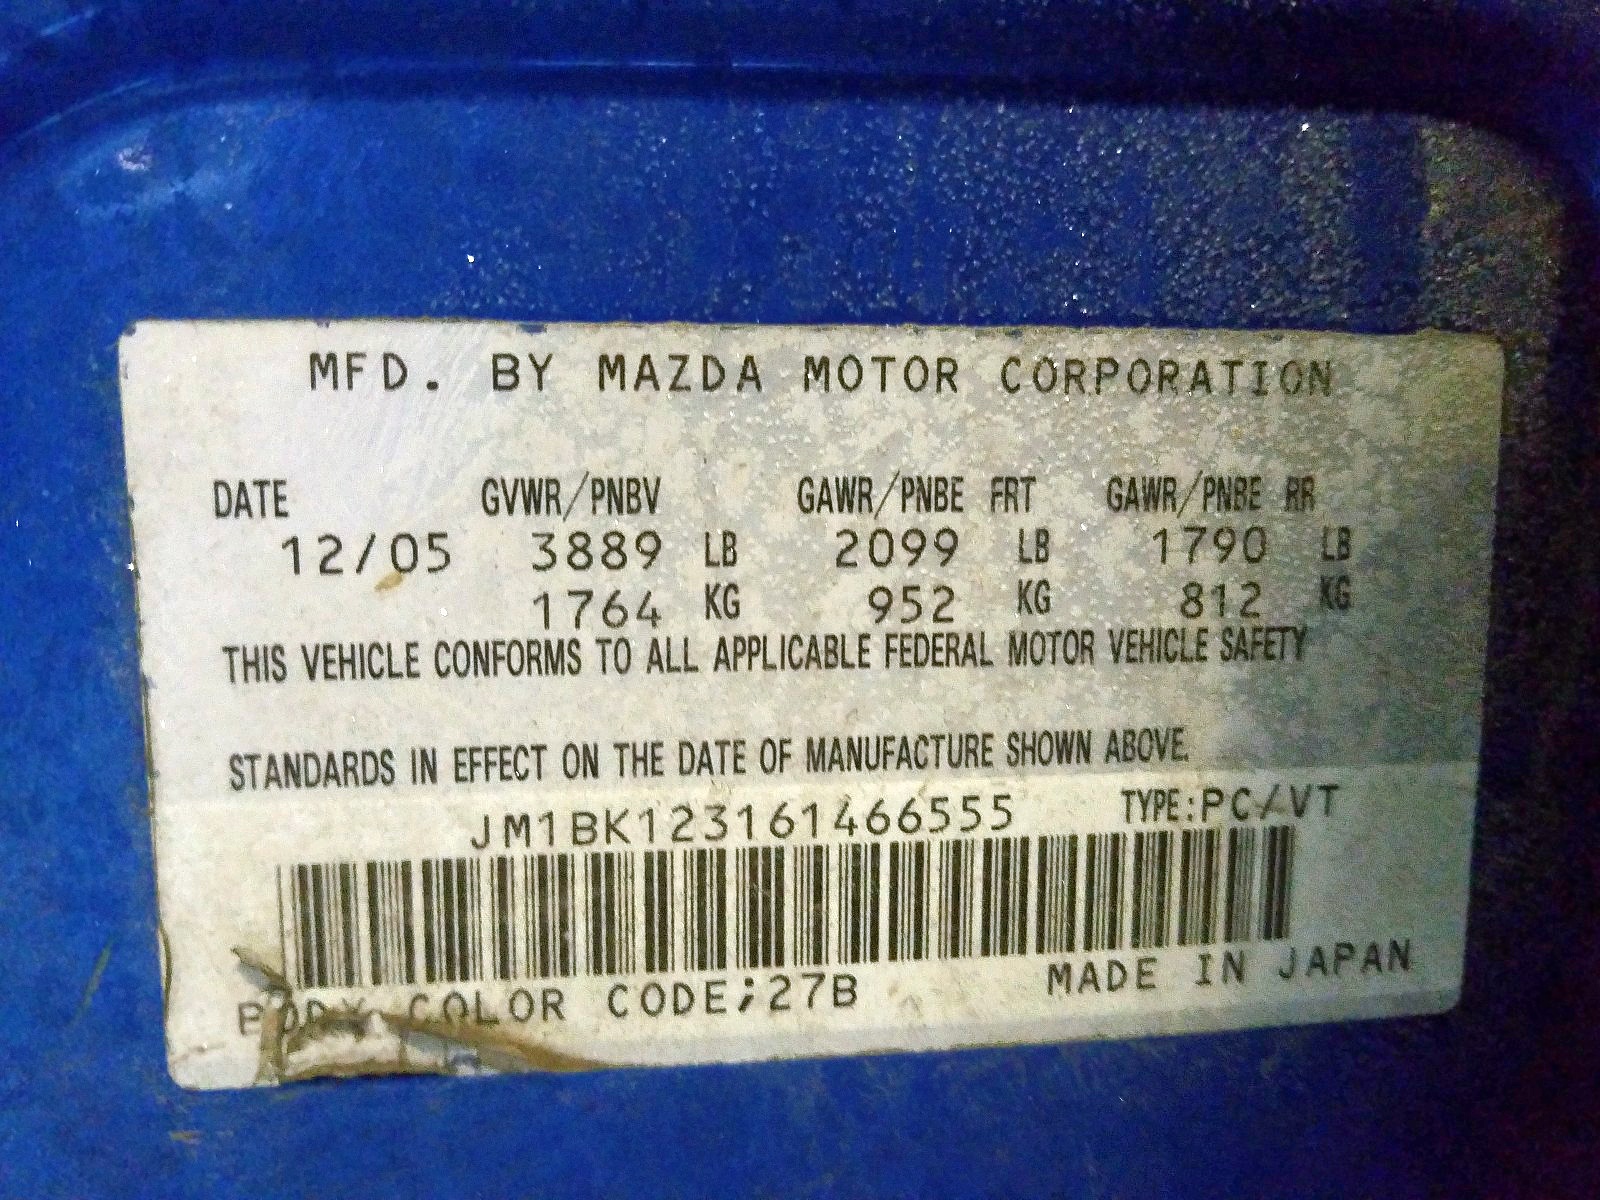 MFD. BY MAZDA MOTOR CORPORATION
DATE GVWR/PNBV GAWR/PNBE FRT GAWR/PNBE RR
12/05 3889 LB 2099 LB 1790 LB
1764 KG 952 KG 812 KG
THIS VEHICLE CONFORMS TO ALL APPLICABLE FEDERAL MOTOR VEHICLE SAFETY
STANDARDS IN EFFECT ON THE DATE OF MANUFACTURE SHOWN ABOVE.
JM1BK123161466555 TYPE:PC/VT
BODY COLOR CODE;27B MADE IN JAPAN